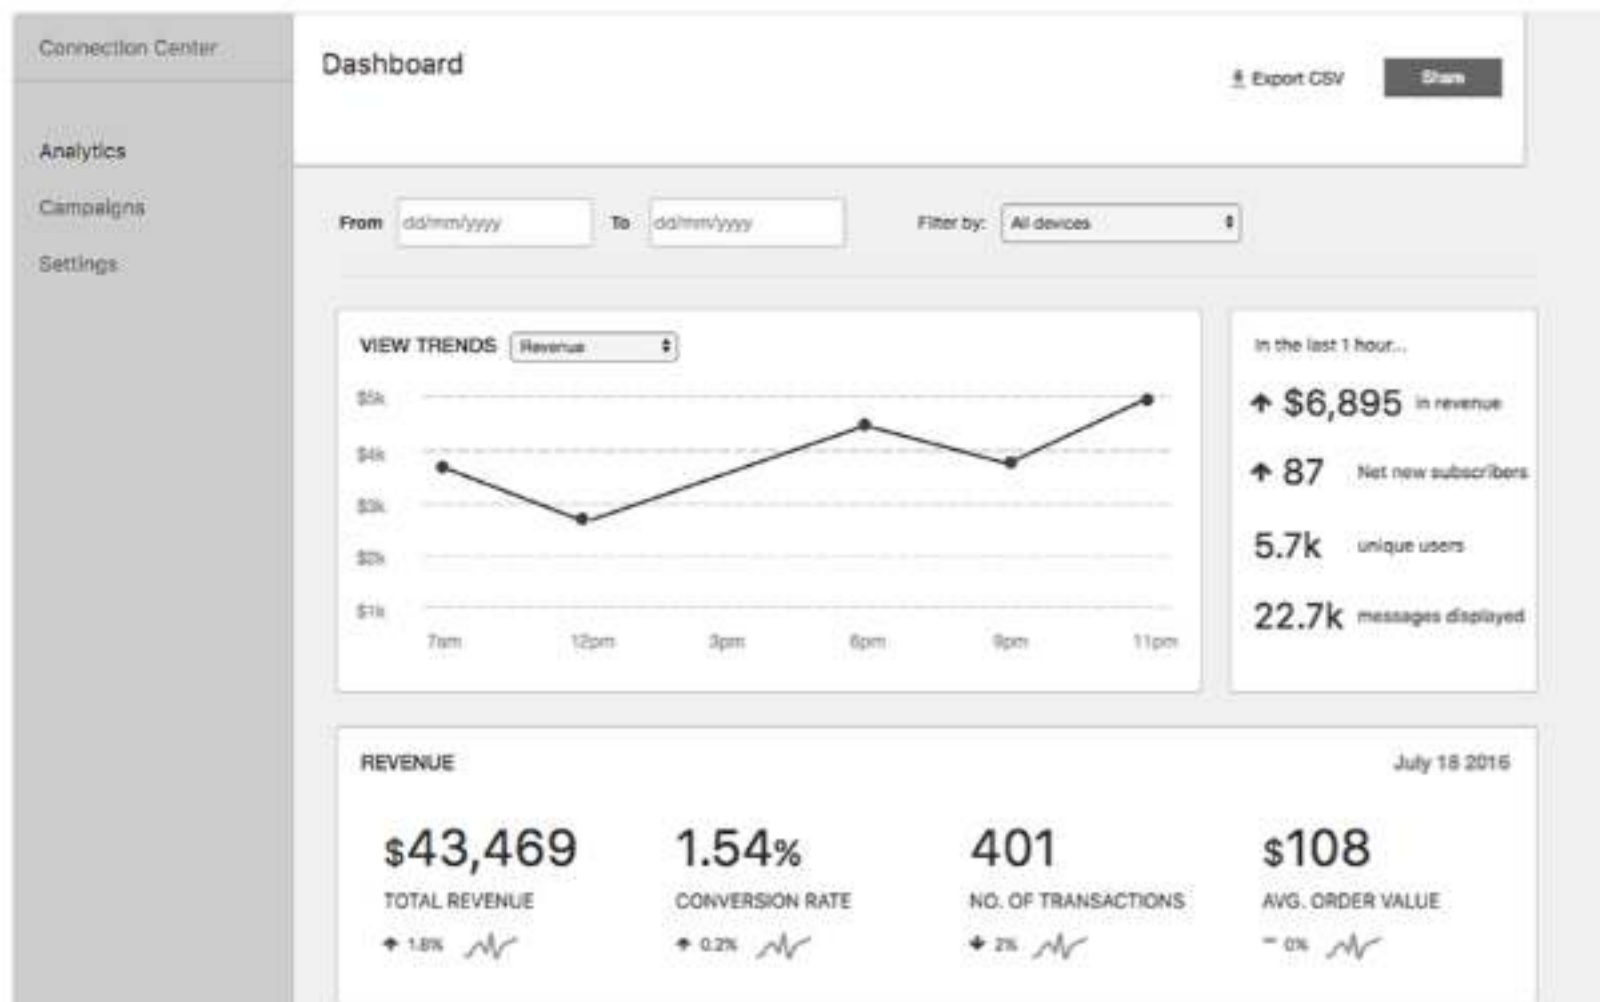 Connection Center
Analytics
Campaigns
Settings
Dashboard
Export CSV
Share
From dd/mm/yyyy To dd/mm/yyyy Filter by: All devices
VIEW TRENDS Revenue
$5k
$4k
$3k
$2k
$1k
7am 12pm 3pm 6pm 9pm 11pm
In the last 1 hour...
$6,895 in revenue
87 Net new subscribers
5.7k unique users
22.7k messages displayed
REVENUE July 18 2016
$43,469 1.54% 401 $108
TOTAL REVENUE CONVERSION RATE NO. OF TRANSACTIONS AVG. ORDER VALUE
1.8% 0.2% 2% 0%